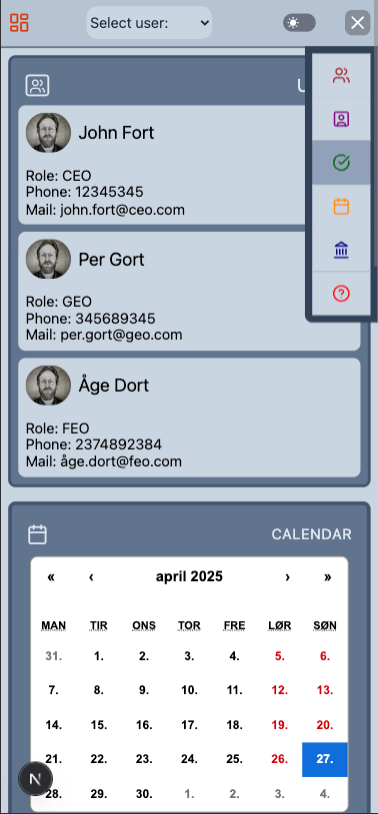 Select user:
U
John Fort
Role: CEO
Phone: 12345345
Mail: john.fort@ceo.com
Per Gort
Role: GEO
Phone: 345689345
Mail: per.gort@geo.com
Åge Dort
Role: FEO
Phone: 2374892384
Mail: åge.dort@feo.com
CALENDAR
« ‹ april 2025 › »
MAN TIR ONS TOR FRE LØR SØN
31. 1. 2. 3. 4. 5. 6.
7. 8. 9. 10. 11. 12. 13.
14. 15. 16. 17. 18. 19. 20.
21. 22. 23. 24. 25. 26. 27.
N
28. 29. 30. 1. 2. 3. 4.